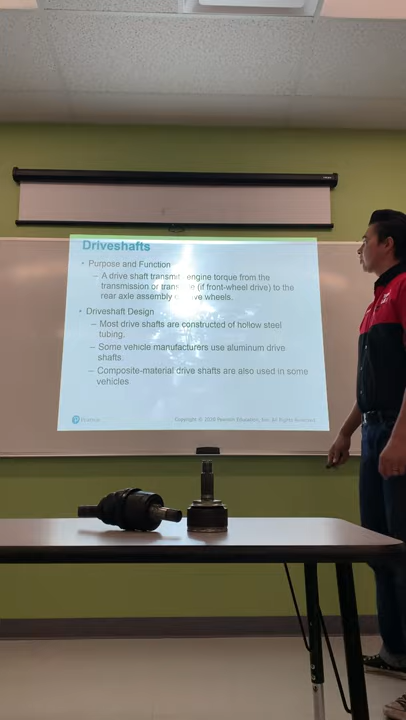 Driveshafts
• Purpose and Function
– A drive shaft transmit engine torque from the
transmission or (if front-wheel drive) to the
rear axle assembly wheels.
• Driveshaft Design
– Most drive shafts are constructed of hollow steel
tubing.
– Some vehicle manufacturers use aluminum drive
shafts.
– Composite-material drive shafts are also used in some
vehicles
Pearson
Copyright © 2020 Pearson Education, Inc. All Rights Reserved